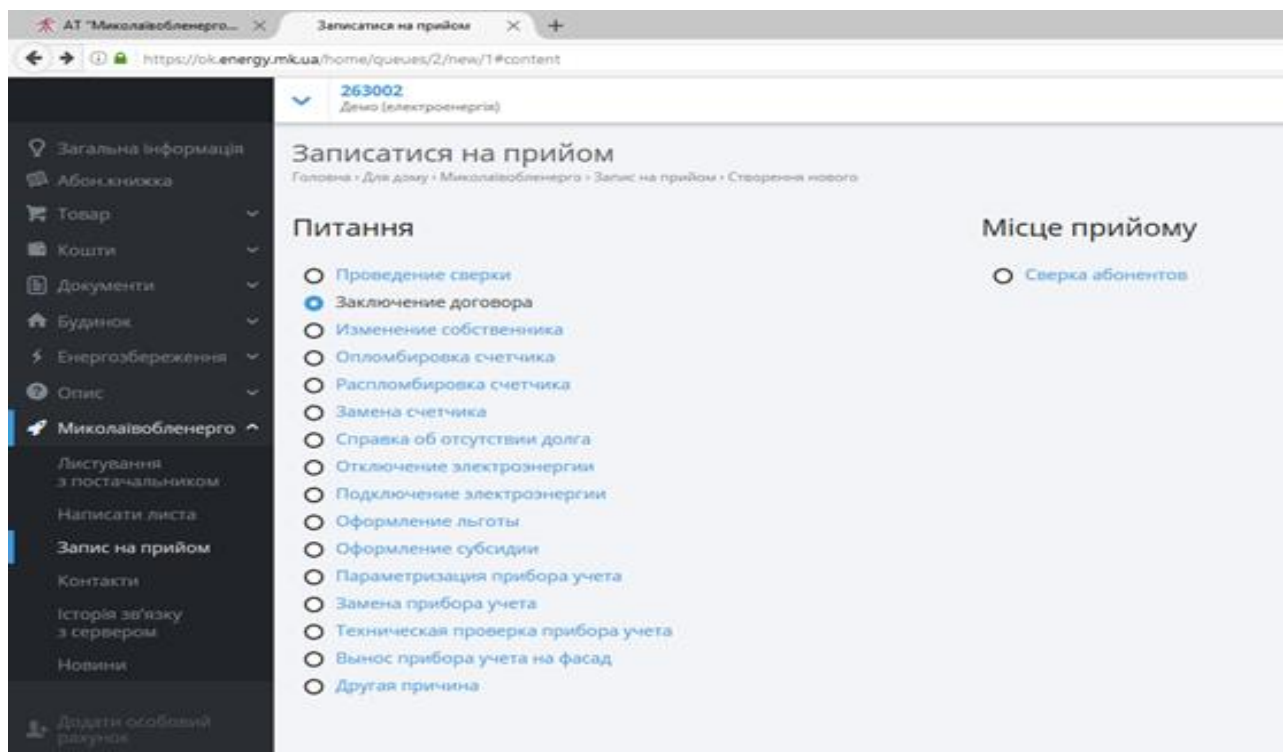 АТ "Миколаївобленерго...
Записатися на прийом
https://ok.energy.mk.ua/home/queues/2/new/1#content
263002
Демо (електроенергія)
Загальна інформація
Абон.книжка
Товар
Кошти
Документи
Будинок
Енергозбереження
Опис
Миколаївобленерго
Листування
з постачальником
Написати листа
Запис на прийом
Контакти
Історія зв'язку
з сервером
Новини
Додати особовий
рахунок
Записатися на прийом
Головна › Для дому › Миколаївобленерго › Запис на прийом › Створення нового
Питання
Проведение сверки
Заключение договора
Изменение собственника
Опломбировка счетчика
Распломбировка счетчика
Замена счетчика
Справка об отсутствии долга
Отключение электроэнергии
Подключение электроэнергии
Оформление льготы
Оформление субсидии
Параметризация прибора учета
Замена прибора учета
Техническая проверка прибора учета
Вынос прибора учета на фасад
Другая причина
Місце прийому
Сверка абонентов